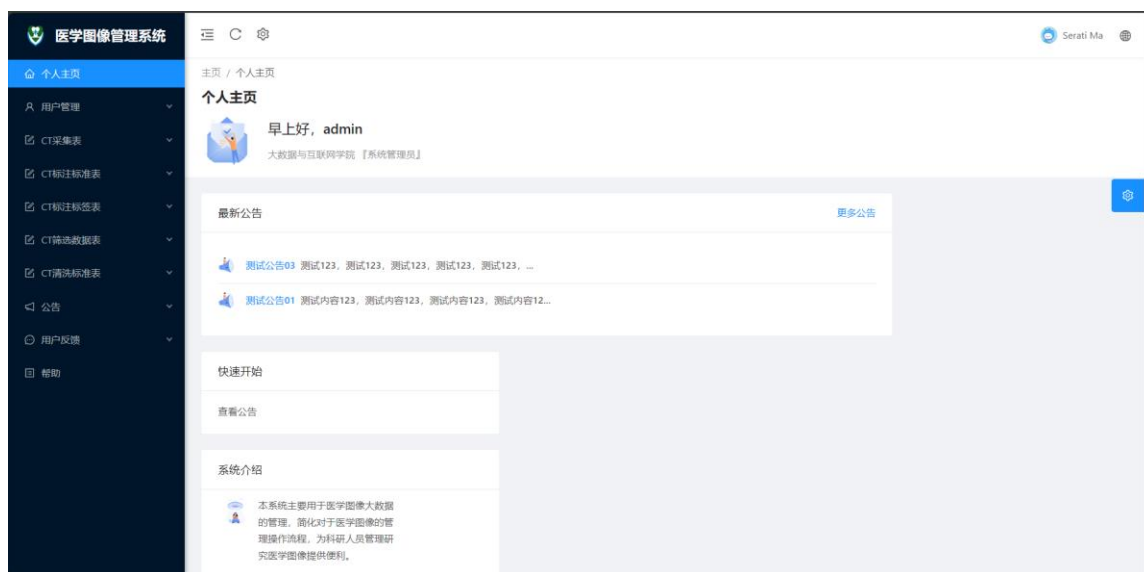 医学图像管理系统
Serati Ma
个人主页
用户管理
CT采集表
CT标注标准表
CT标注标签表
CT筛选数据表
CT清洗标准表
公告
用户反馈
帮助
主页 / 个人主页
个人主页
早上好，admin
大数据与互联网学院 『系统管理员』
最新公告
更多公告
测试公告03 测试123，测试123，测试123，测试123，测试123，...
测试公告01 测试内容123，测试内容123，测试内容123，测试内容12...
快速开始
查看公告
系统介绍
本系统主要用于医学图像大数据
的管理，简化对于医学图像的管
理操作流程，为科研人员管理研
究医学图像提供便利。